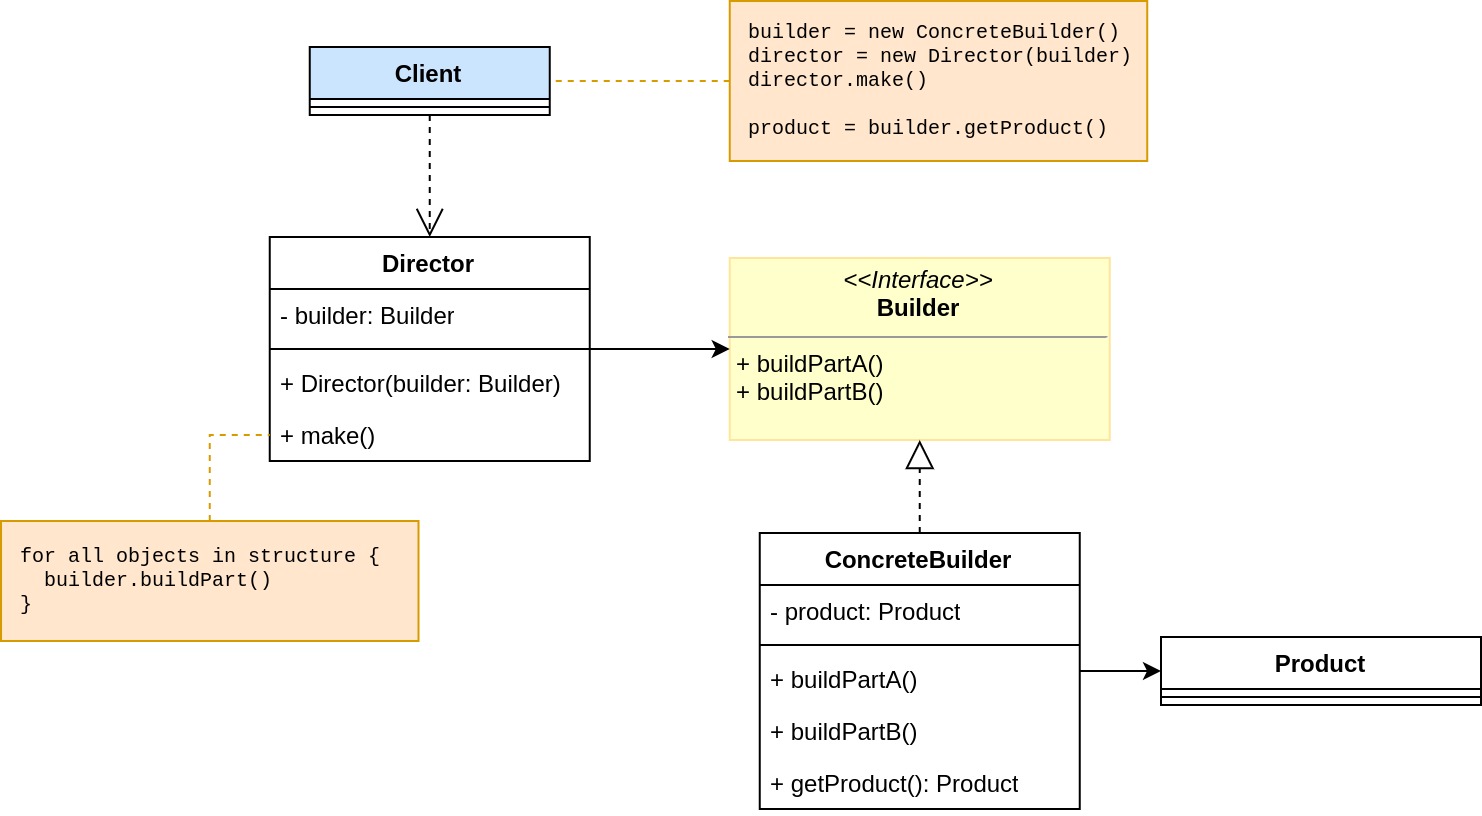 Client
builder = new ConcreteBuilder()
director = new Director(builder)
director.make()
product = builder.getProduct()
Director
- builder: Builder
+ Director(builder: Builder)
+ make()
<<Interface>>
Builder
+ buildPartA()
+ buildPartB()
for all objects in structure {
  builder.buildPart()
}
ConcreteBuilder
- product: Product
+ buildPartA()
+ buildPartB()
+ getProduct(): Product
Product